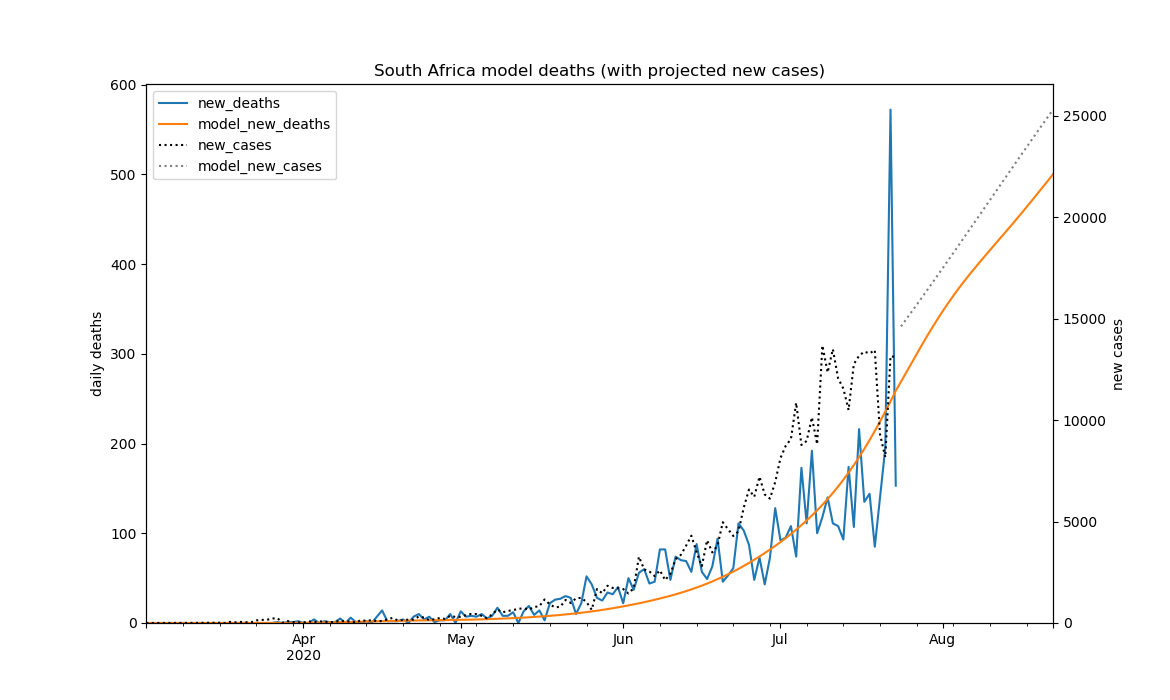 South Africa model deaths (with projected new cases)
new_deaths
model_new_deaths
new_cases
model_new_cases
600
500
400
300
200
100
0
daily deaths
25000
20000
15000
10000
5000
0
new cases
Apr
2020
May
Jun
Jul
Aug